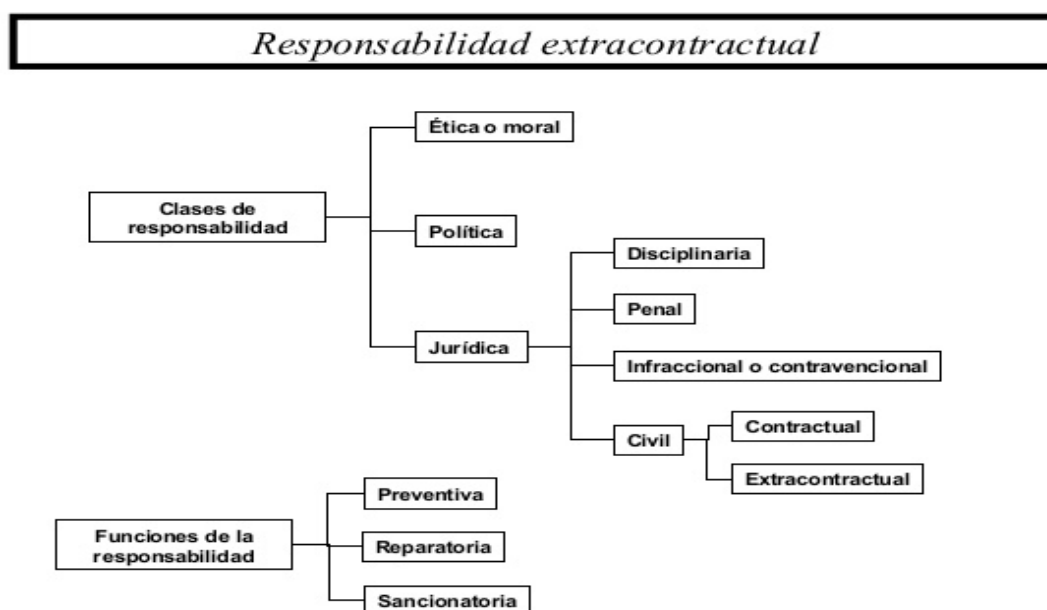 Responsabilidad extracontractual
Ética o moral
Clases de
responsabilidad
Política
Disciplinaria
Penal
Jurídica
Infraccional o contravencional
Civil
Contractual
Extracontractual
Preventiva
Funciones de la
responsabilidad
Reparatoria
Sancionatoria